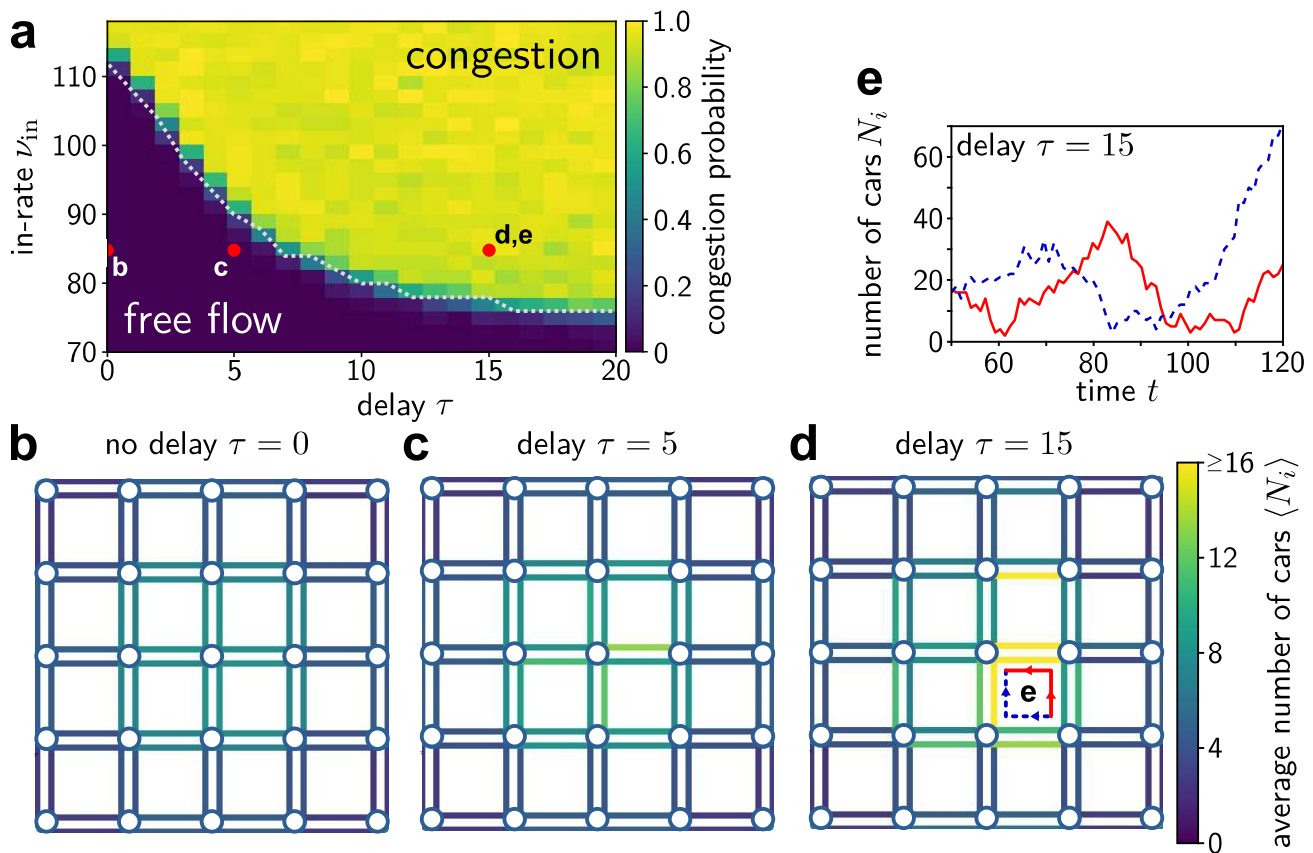 a
congestion
free flow
b
c
d,e
110
100
90
80
70
in-rate ν_in
0
5
10
15
20
delay τ
1.0
0.8
0.6
0.4
0.2
0
congestion probability
e
delay τ = 15
60
40
20
0
number of cars N_i
60
80
100
120
time t
b
no delay τ = 0
c
delay τ = 5
d
delay τ = 15
e
≥16
12
8
4
0
average number of cars ⟨N_i⟩